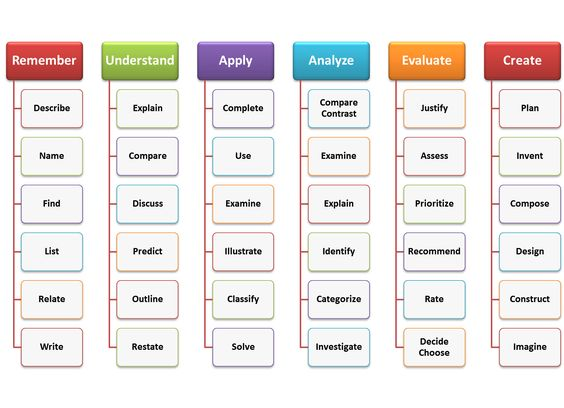 Remember
Understand
Apply
Analyze
Evaluate
Create
Describe
Explain
Complete
Compare
Contrast
Justify
Plan
Name
Compare
Use
Examine
Assess
Invent
Find
Discuss
Examine
Explain
Prioritize
Compose
List
Predict
Illustrate
Identify
Recommend
Design
Relate
Outline
Classify
Categorize
Rate
Construct
Write
Restate
Solve
Investigate
Decide
Choose
Imagine